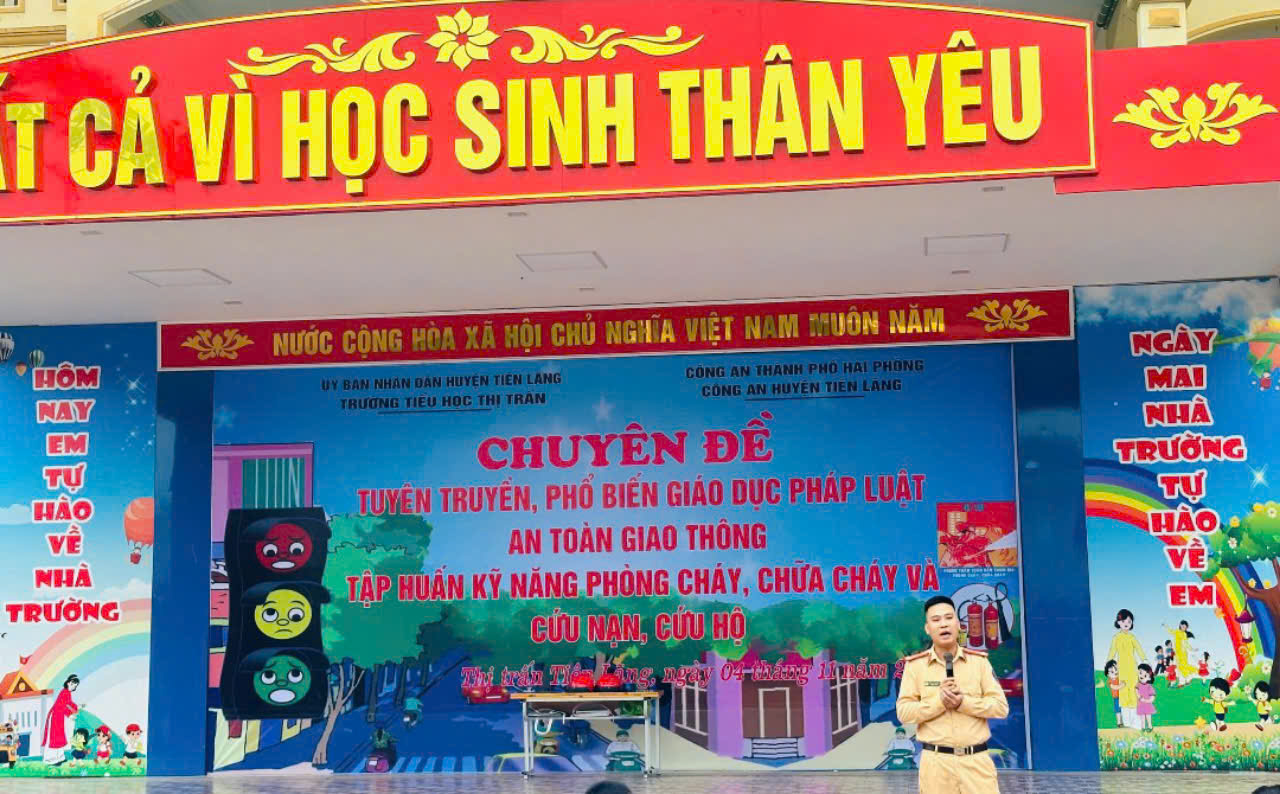 ẤT CẢ VÌ HỌC SINH THÂN YÊU
NƯỚC CỘNG HÒA XÃ HỘI CHỦ NGHĨA VIỆT NAM MUÔN NĂM
HÔM
NAY
EM
TỰ
HÀO
VỀ
NHÀ
TRƯỜNG
ỦY BAN NHÂN DÂN HUYỆN TIÊN LÃNG
TRƯỜNG TIỂU HỌC THỊ TRẤN
CÔNG AN THÀNH PHỐ HẢI PHÒNG
CÔNG AN HUYỆN TIÊN LÃNG
CHUYÊN ĐỀ
TUYÊN TRUYỀN, PHỔ BIẾN GIÁO DỤC PHÁP LUẬT
AN TOÀN GIAO THÔNG
TẬP HUẤN KỸ NĂNG PHÒNG CHÁY, CHỮA CHÁY VÀ
CỨU NẠN, CỨU HỘ
Thị trấn Tiên Lãng, ngày 04 tháng 11 năm 2
NGÀY
MAI
NHÀ
TRƯỜNG
TỰ
HÀO
VỀ
EM